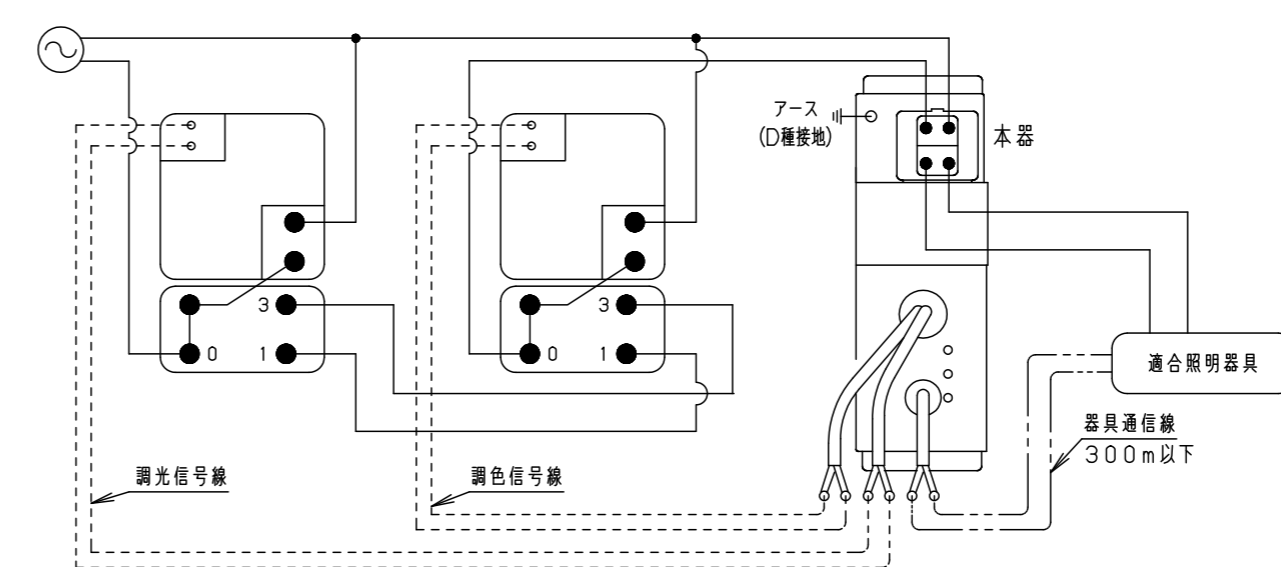 アース
(D種接地)
本器
3
0
1
3
0
1
適合照明器具
器具通信線
300m以下
調光信号線
調色信号線